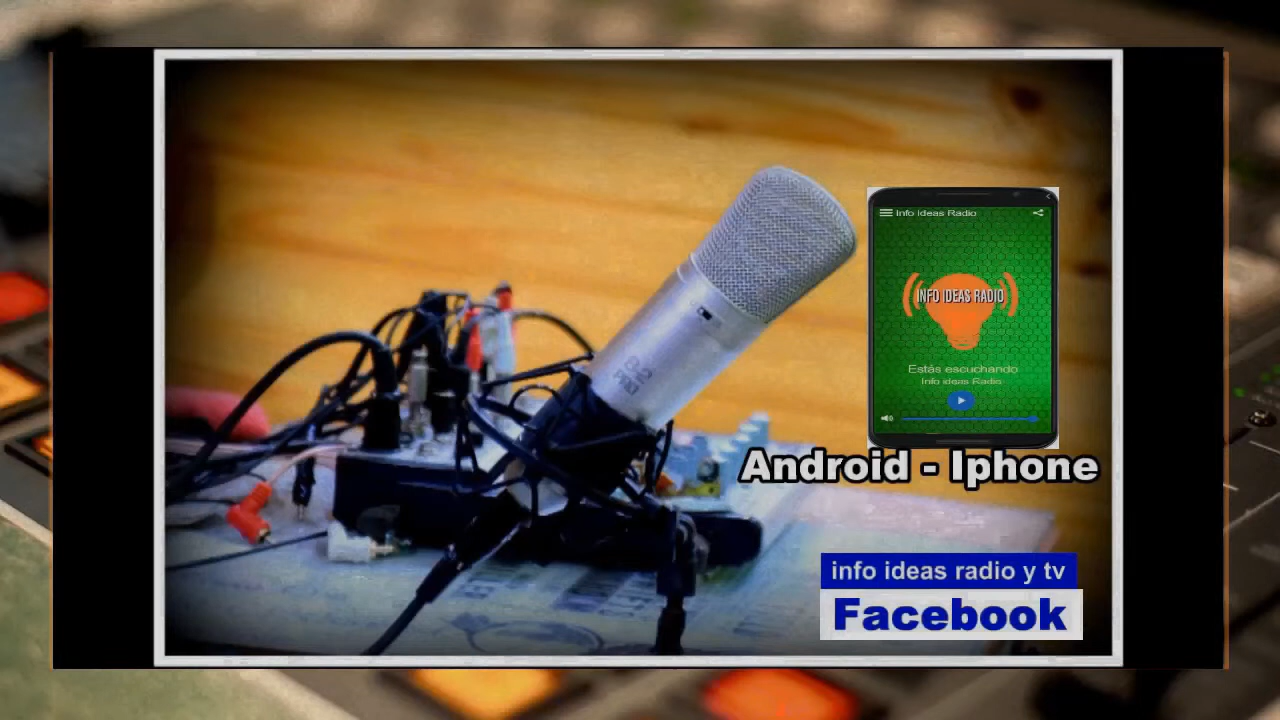 Info Ideas Radio
INFO IDEAS RADIO
Estás escuchando
Info ideas Radio
Android - Iphone
info ideas radio y tv
Facebook